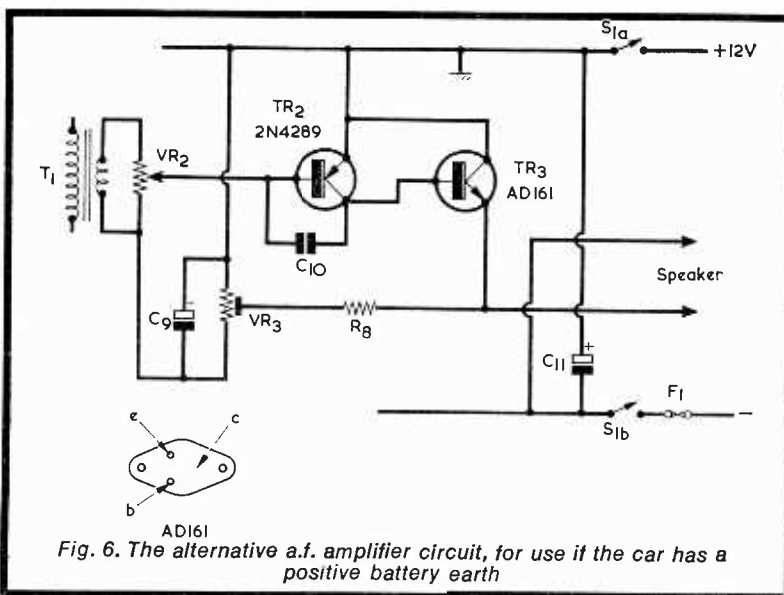 S1a
+12V
TR2
2N4289
TR3
AD161
T1
VR2
C10
Speaker
C9
−
VR3
R8
+
C11
F1
−
S1b
e
c
b
AD161
Fig. 6. The alternative a.f. amplifier circuit, for use if the car has a
positive battery earth